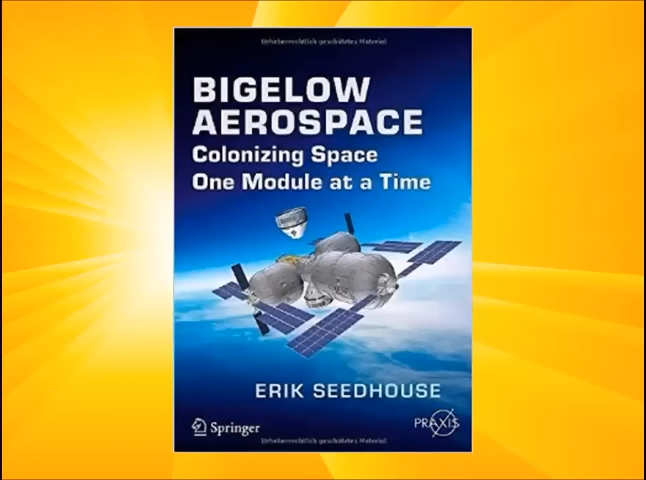 Urheberrechtlich geschütztes Material
BIGELOW
AEROSPACE
Colonizing Space
One Module at a Time
ERIK SEEDHOUSE
Springer
PRAXIS
Urheberrechtlich geschütztes Material